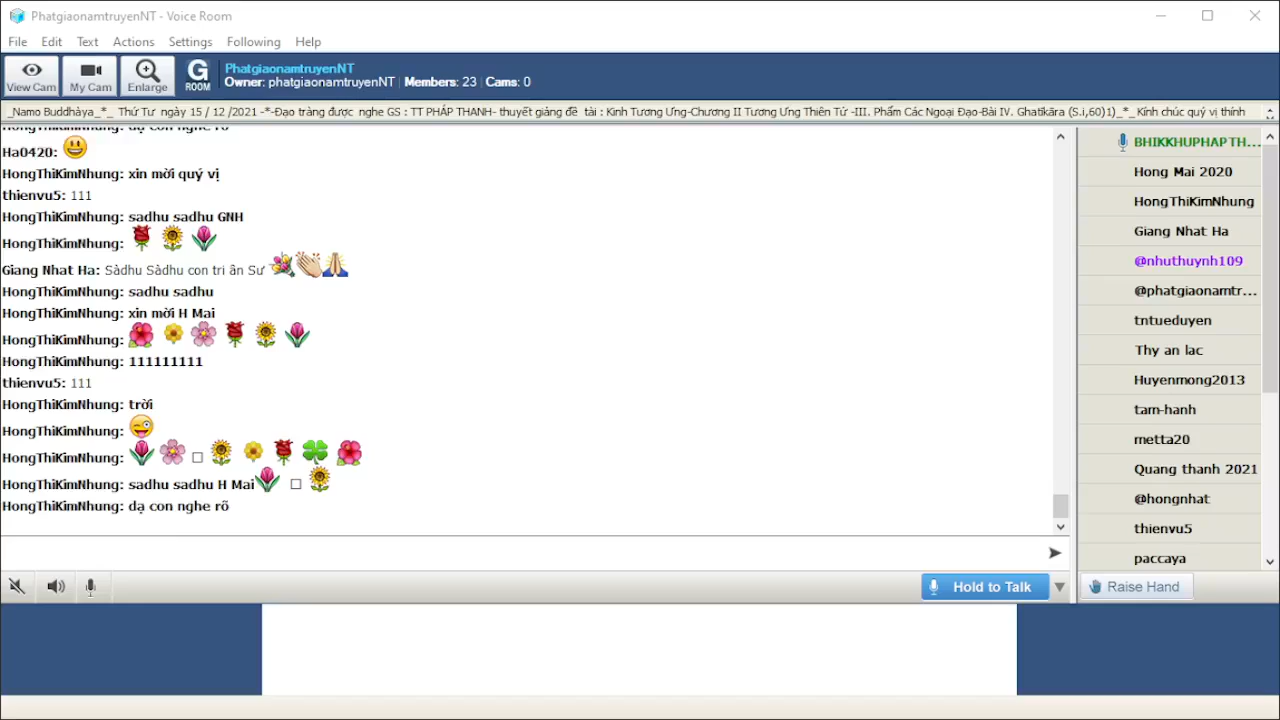 PhatgiaonamtruyenNT - Voice Room
File Edit Text Actions Settings Following Help
View Cam My Cam Enlarge G ROOM
PhatgiaonamtruyenNT
Owner: phatgiaonamtruyenNT Members: 23 Cams: 0
_Namo Buddhàya_*_ Thứ Tư ngày 15 / 12 /2021 -*-Đạo tràng được nghe GS : TT PHÁP THANH- thuyết giảng đề tài : Kinh Tương Ưng-Chương II Tương Ưng Thiên Tử -III. Phẩm Các Ngoại Đạo-Bài IV. Ghatìkàra (S.i,60)1)_*_Kính chúc quý vị thính
HongThiKimNhung: dạ con nghe rõ
Ha0420:
HongThiKimNhung: xin mời quý vị
thienvu5: 111
HongThiKimNhung: sadhu sadhu GNH
HongThiKimNhung:
Giang Nhat Ha: Sàdhu Sàdhu con tri ân Sư
HongThiKimNhung: sadhu sadhu
HongThiKimNhung: xin mời H Mai
HongThiKimNhung:
HongThiKimNhung: 111111111
thienvu5: 111
HongThiKimNhung: trời
HongThiKimNhung:
HongThiKimNhung:
HongThiKimNhung: sadhu sadhu H Mai
HongThiKimNhung: dạ con nghe rõ
BHIKKHUPHAPTH...
Hong Mai 2020
HongThiKimNhung
Giang Nhat Ha
@nhuthuynh109
@phatgiaonamtr...
tntueduyen
Thy an lac
Huyenmong2013
tam-hanh
metta20
Quang thanh 2021
@hongnhat
thienvu5
paccaya
Hold to Talk
Raise Hand